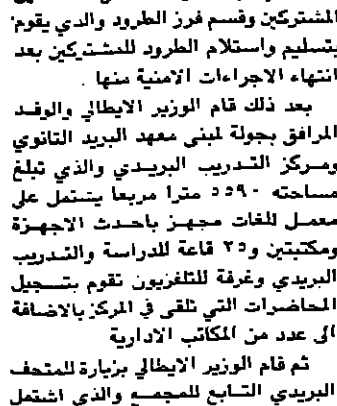 المشتركين وقسم فرز الطرود والذي يقوم
بتسليم واستلام الطرود للمشتركين بعد
انتهاء الاجراءات الامنية منها .
بعد ذلك قام الوزير الايطالي والوفد
المرافق بجولة لمبنى معهد البريد الثانوي
ومركز التدريب البريدي والذي تبلغ
مساحته ٥٥٩٠ مترا مربعا يشتمل على
معمل للغات مجهز باحدث الاجهزة
ومكتبتين و٢٥ قاعة للدراسة والتدريب
البريدي وغرفة للتلفزيون تقوم بتسجيل
المحاضرات التي تلقى في المركز بالاضافة
الى عدد من المكاتب الادارية
ثم قام الوزير الايطالي بزيارة للمتحف
البريدي التابع للمجمع والذي اشتمل